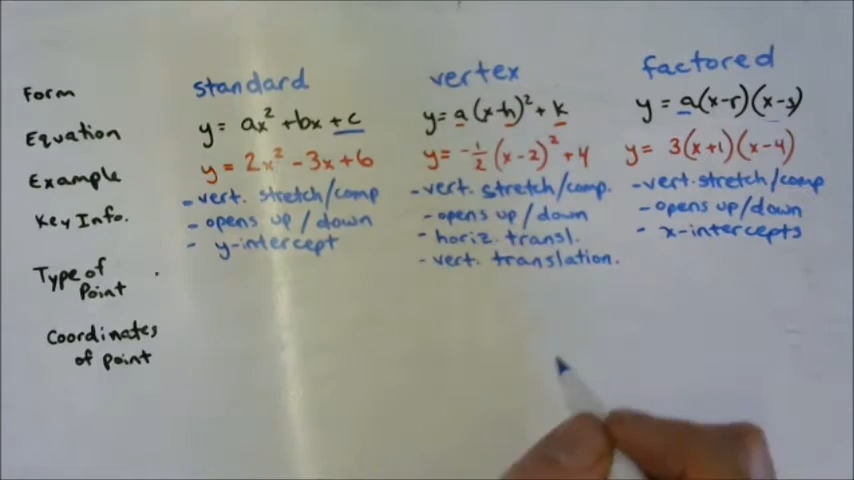 Form standard vertex factored
Equation y = ax² + bx + c y = a(x-h)² + k y = a(x-r)(x-s)
Example y = 2x² - 3x + 6 y = -1/2 (x-2)² + 4 y = 3(x+1)(x-4)
Key Info. - vert. stretch/comp - vert. stretch/comp. - vert. stretch/comp
- opens up/down - opens up/down - opens up/down
- y-intercept - horiz. transl. - x-intercepts
- vert. translation.
Type of
Point
Coordinates
of point